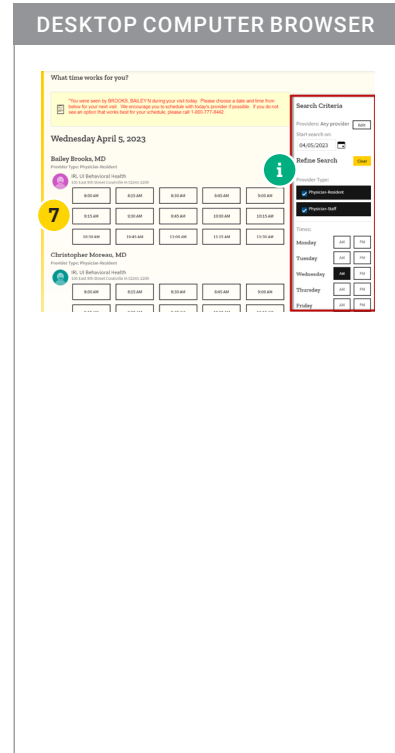 DESKTOP COMPUTER BROWSER
What time works for you?
"You were seen by BROOKS, BAILEY N during your visit today. Please choose a date and time from
below for your next visit. We encourage you to schedule with today's provider if possible. If you do not
see an option that works best for your schedule, please call 1-800-777-8442.
Wednesday April 5, 2023
Bailey Brooks, MD
Provider Type: Physician-Resident
IRL UI Behavioral Health
8:00 AM 8:15 AM 8:30 AM 8:45 AM 9:00 AM
7
9:15 AM 9:30 AM 9:45 AM 10:00 AM 10:15 AM
10:30 AM 10:45 AM 11:00 AM 11:15 AM 11:30 AM
Christopher Moreau, MD
Provider Type: Physician-Resident
IRL UI Behavioral Health
8:00 AM 8:15 AM 8:30 AM 8:45 AM 9:00 AM
Search Criteria
Providers: Any provider Edit
Start search on:
04/05/2023
i
Refine Search Clear
Provider Type:
Physician-Resident
Physician-Staff
Times:
Monday AM PM
Tuesday AM PM
Wednesday AM PM
Thursday AM PM
Friday AM PM